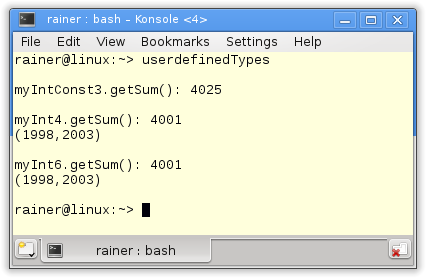 rainer : bash – Konsole <4>
File Edit View Bookmarks Settings Help
rainer@linux:~> userdefinedTypes
myIntConst3.getSum(): 4025
myInt4.getSum(): 4001
(1998,2003)
myInt6.getSum(): 4001
(1998,2003)
rainer@linux:~>
rainer : bash